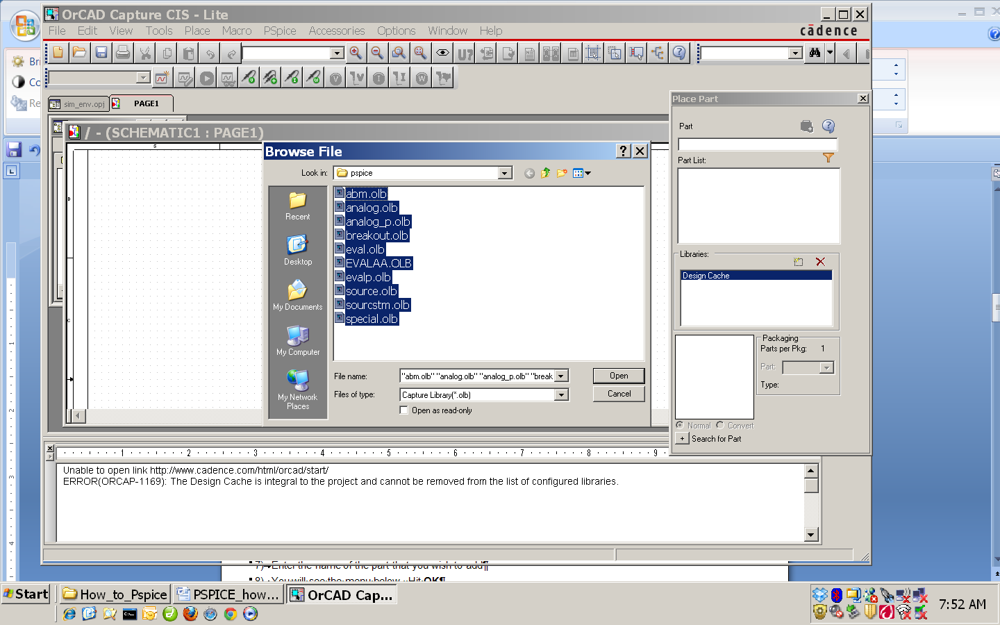 OrCAD Capture CIS - Lite
File Edit View Tools Place Macro PSpice Accessories Options Window Help
cādence
Bri
Co
Re
sim_env.opj
PAGE1
/ - (SCHEMATIC1 : PAGE1)
5
D
C
Browse File
Look in: pspice
Recent
Desktop
My Documents
My Computer
My Network
Places
abm.olb
analog.olb
analog_p.olb
breakout.olb
eval.olb
EVALAA.OLB
evalp.olb
source.olb
sourcstm.olb
special.olb
File name: "abm.olb" "analog.olb" "analog_p.olb" "break
Open
Files of type: Capture Library(*.olb)
Cancel
Open as read-only
Place Part
Part
Part List:
Libraries:
Design Cache
Packaging
Parts per Pkg: 1
Part:
Type:
Normal Convert
+ Search for Part
1 2 3 4 5 6 7 8 9
Unable to open link http://www.cadence.com/html/orcad/start/
ERROR(ORCAP-1169): The Design Cache is integral to the project and cannot be removed from the list of configured libraries.
1
2
3
4
7) Enter the name of the part that you wish to add¶
8) You will see the menu below. Hit OK¶
Start
How_to_Pspice
PSPICE_how...
OrCAD Cap...
7:52 AM